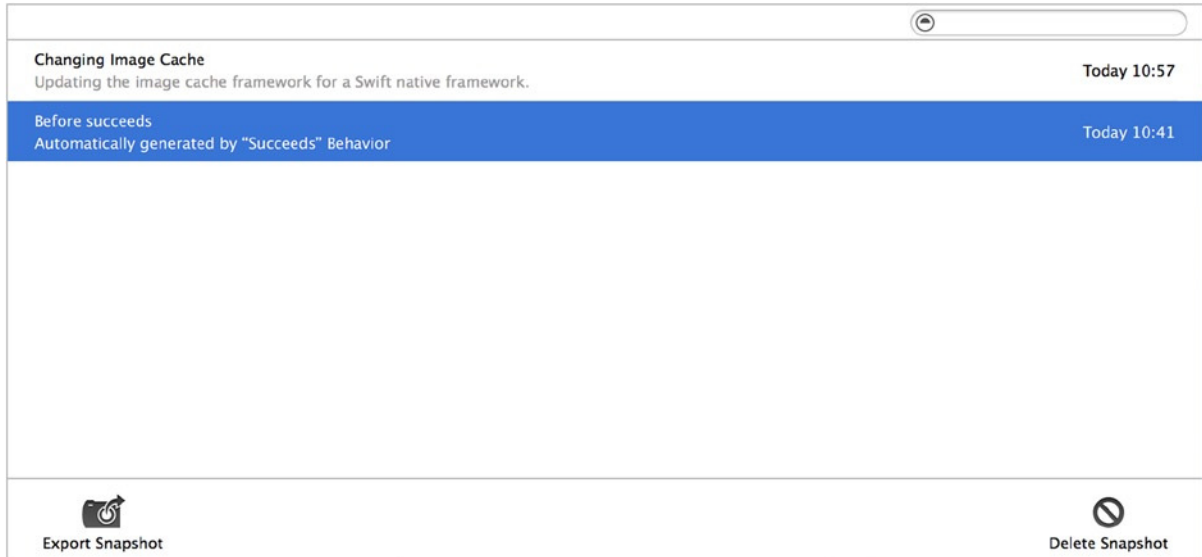 Changing Image Cache
Today 10:57
Updating the image cache framework for a Swift native framework.
Before succeeds
Today 10:41
Automatically generated by “Succeeds” Behavior
Export Snapshot
Delete Snapshot